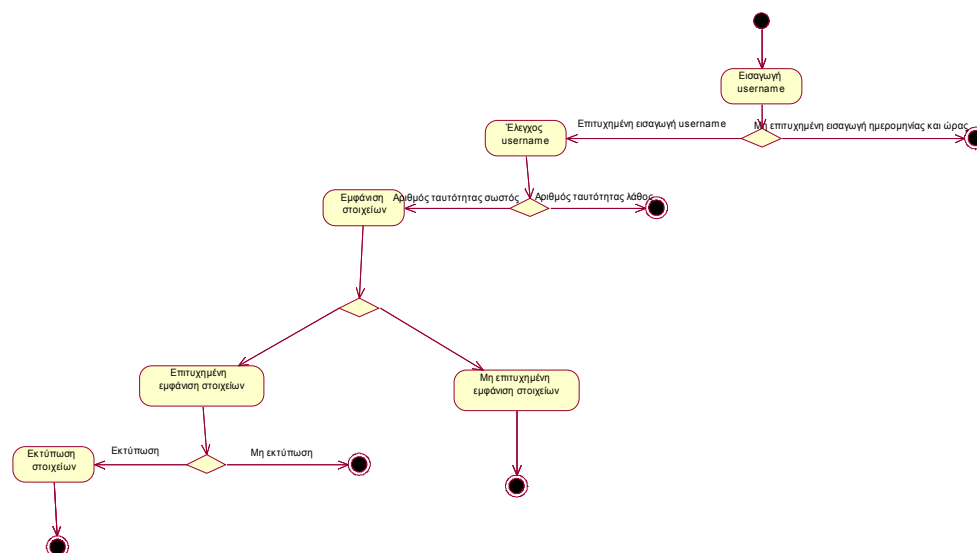 Εισαγωγή
username
Επιτυχημένη εισαγωγή username
Μη επιτυχημένη εισαγωγή ημερομηνίας και ώρας
Έλεγχος
username
Αριθμός ταυτότητας σωστός
Αριθμός ταυτότητας λάθος
Εμφάνιση
στοιχείων
Επιτυχημένη
εμφάνιση στοιχείων
Μη επιτυχημένη
εμφάνιση στοιχείων
Εκτύπωση
Μη εκτύπωση
Εκτύπωση
στοιχείων